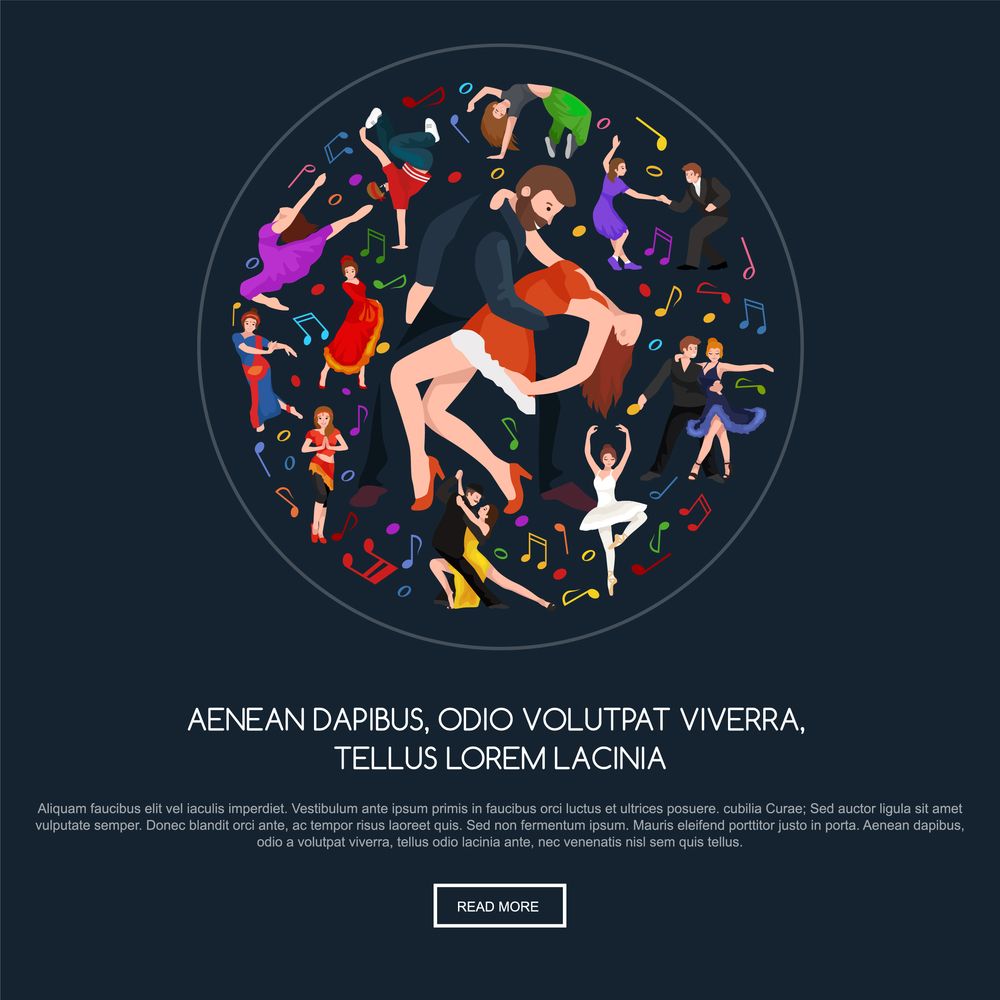 AENEAN DAPIBUS, ODIO VOLUTPAT VIVERRA,
TELLUS LOREM LACINIA
Aliquam faucibus elit vel iaculis imperdiet. Vestibulum ante ipsum primis in faucibus orci luctus et ultrices posuere. cubilia Curae; Sed auctor ligula sit amet
vulputate semper. Donec blandit orci ante, ac tempor risus laoreet quis. Sed non fermentum ipsum. Mauris eleifend porttitor justo in porta. Aenean dapibus,
odio a volutpat viverra, tellus odio lacinia ante, nec venenatis nisl sem quis tellus.
READ MORE